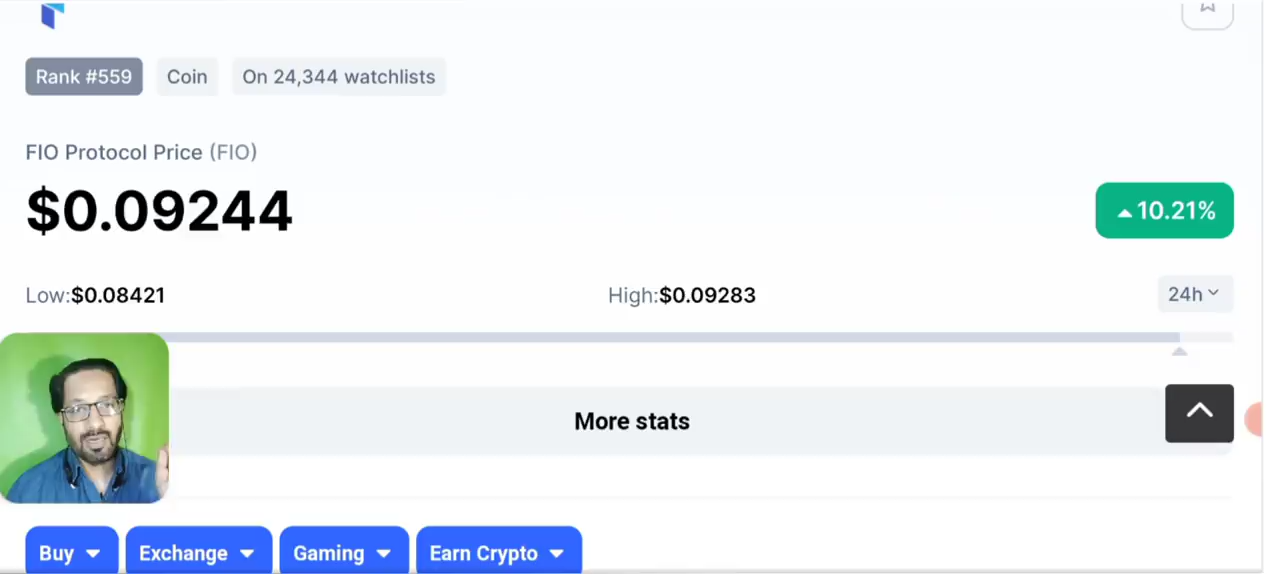 Rank #559 Coin On 24,344 watchlists
FIO Protocol Price (FIO)
$0.09244 10.21%
Low:$0.08421 High:$0.09283 24h
More stats
Buy Exchange Gaming Earn Crypto